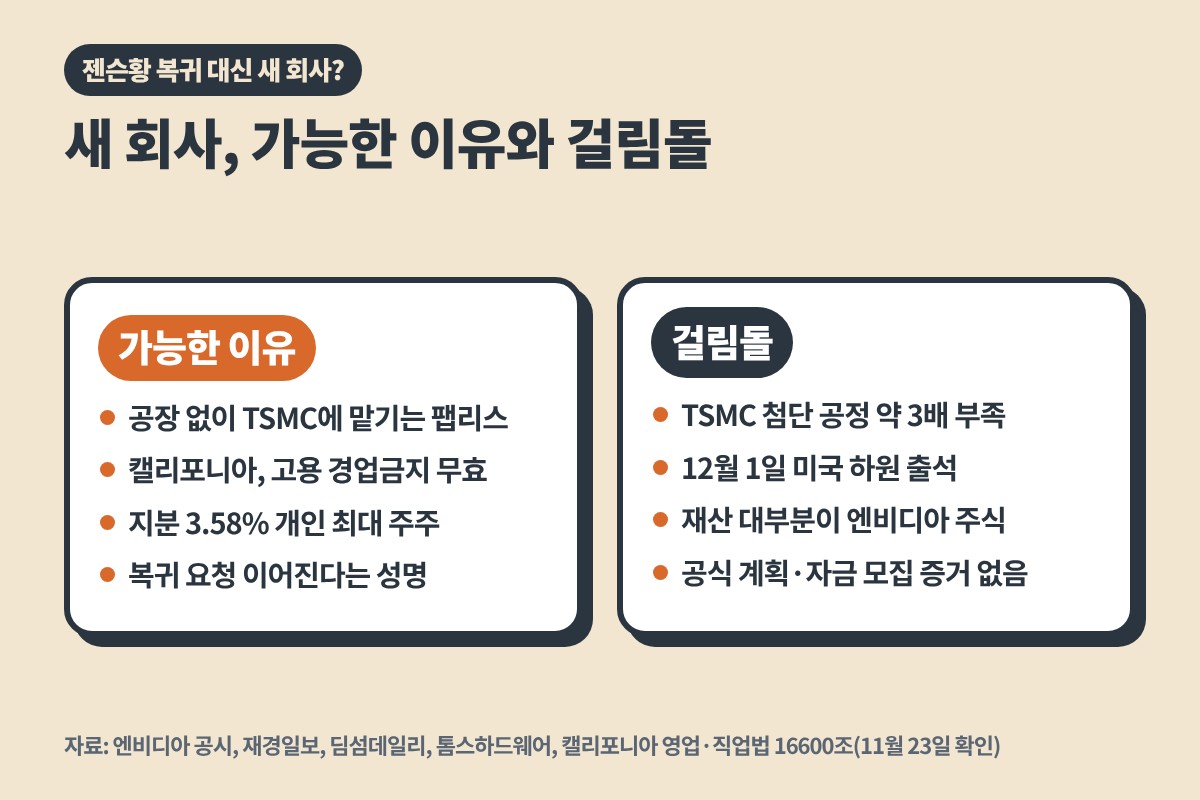 젠슨황 복귀 대신 새 회사?
새 회사, 가능한 이유와 걸림돌
가능한 이유
공장 없이 TSMC에 맡기는 팹리스
캘리포니아, 고용 경업금지 무효
지분 3.58% 개인 최대 주주
복귀 요청 이어진다는 성명
걸림돌
TSMC 첨단 공정 약 3배 부족
12월 1일 미국 하원 출석
재산 대부분이 엔비디아 주식
공식 계획·자금 모집 증거 없음
자료: 엔비디아 공시, 재경일보, 딤섬데일리, 톰스하드웨어, 캘리포니아 영업·직업법 16600조(11월 23일 확인)